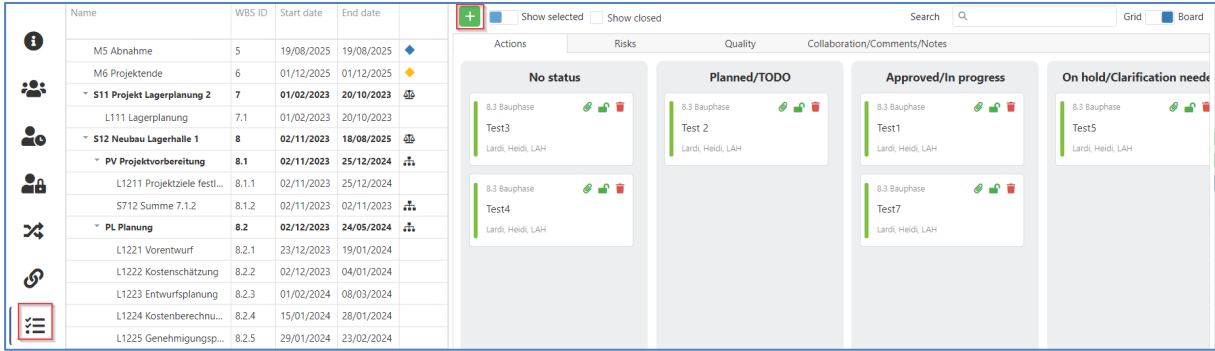 Name WBS ID Start date End date
M5 Abnahme 5 19/08/2025 19/08/2025
M6 Projektende 6 01/12/2025 01/12/2025
S11 Projekt Lagerplanung 2 7 01/02/2023 20/10/2023
L111 Lagerplanung 7.1 01/02/2023 20/10/2023
S12 Neubau Lagerhalle 1 8 02/11/2023 18/08/2025
PV Projektvorbereitung 8.1 02/11/2023 25/12/2024
L1211 Projektziele festl... 8.1.1 02/11/2023 25/12/2024
S712 Summe 7.1.2 8.1.2 02/11/2023 02/11/2023
PL Planung 8.2 02/12/2023 24/05/2024
L1221 Vorentwurf 8.2.1 23/12/2023 19/01/2024
L1222 Kostenschätzung 8.2.2 02/12/2023 04/01/2024
L1223 Entwurfsplanung 8.2.3 01/02/2024 08/03/2024
L1224 Kostenberechnu... 8.2.4 15/01/2024 28/01/2024
L1225 Genehmigungsp... 8.2.5 29/01/2024 23/02/2024
Show selected Show closed Search Grid Board
Actions Risks Quality Collaboration/Comments/Notes
No status
8.3 Bauphase
Test3
Lardi, Heidi, LAH
8.3 Bauphase
Test4
Lardi, Heidi, LAH
Planned/TODO
8.3 Bauphase
Test 2
Lardi, Heidi, LAH
Approved/In progress
8.3 Bauphase
Test1
Lardi, Heidi, LAH
8.3 Bauphase
Test7
Lardi, Heidi, LAH
On hold/Clarification neede
8.3 Bauphase
Test5
Lardi, Heidi, LAH